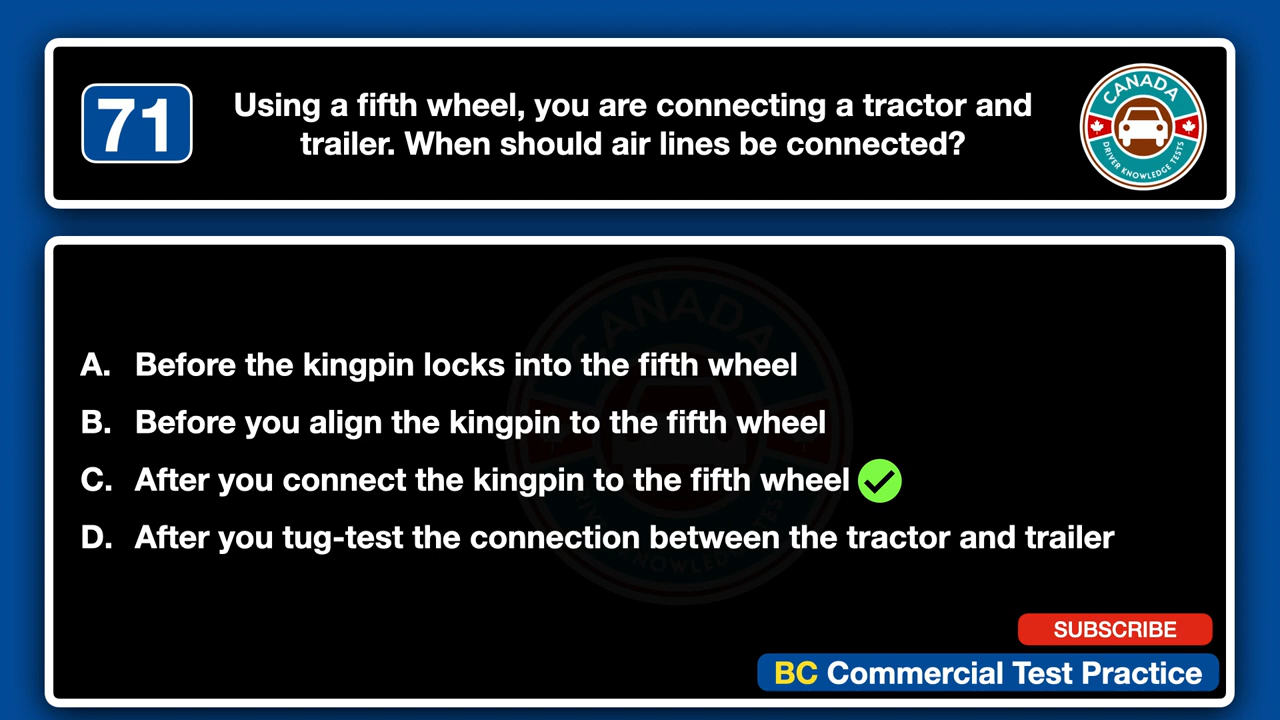 71
Using a fifth wheel, you are connecting a tractor and
trailer. When should air lines be connected?
CANADA
DRIVER KNOWLEDGE TESTS
A. Before the kingpin locks into the fifth wheel
B. Before you align the kingpin to the fifth wheel
C. After you connect the kingpin to the fifth wheel
D. After you tug-test the connection between the tractor and trailer
SUBSCRIBE
BC Commercial Test Practice